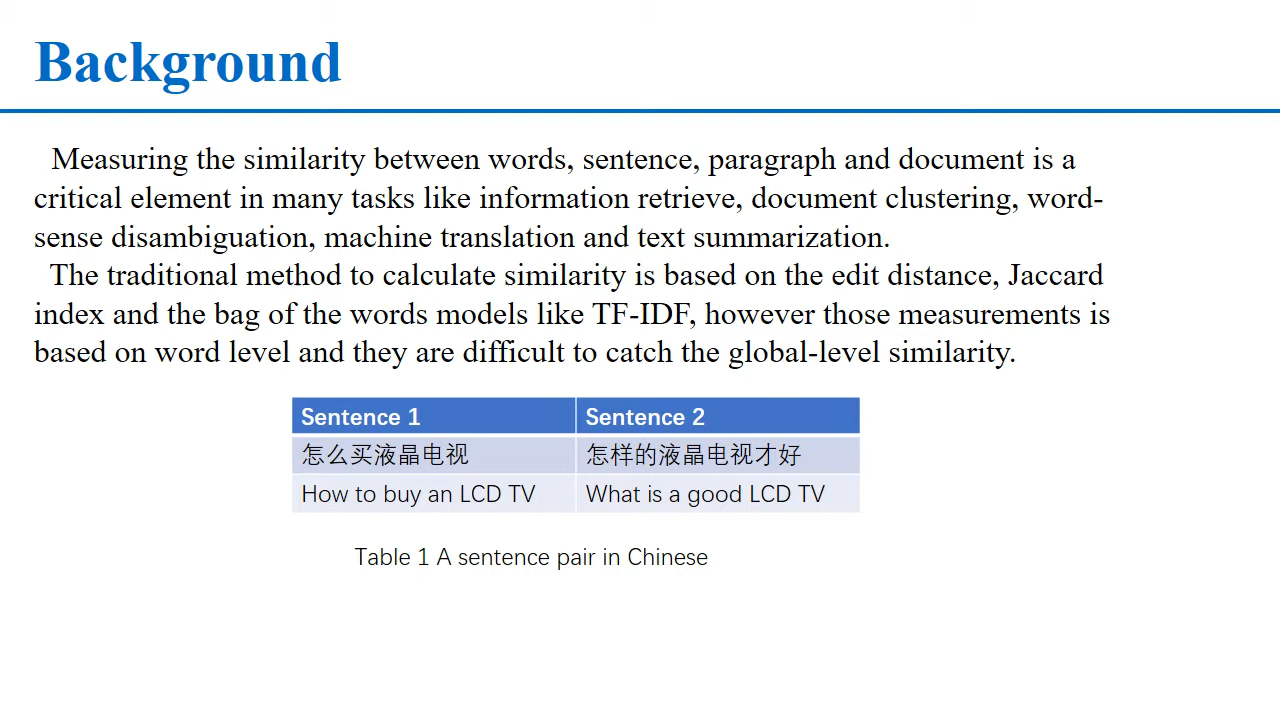 Background
Measuring the similarity between words, sentence, paragraph and document is a
critical element in many tasks like information retrieve, document clustering, word-
sense disambiguation, machine translation and text summarization.
The traditional method to calculate similarity is based on the edit distance, Jaccard
index and the bag of the words models like TF-IDF, however those measurements is
based on word level and they are difficult to catch the global-level similarity.
Sentence 1 Sentence 2
怎么买液晶电视 怎样的液晶电视才好
How to buy an LCD TV What is a good LCD TV
Table 1 A sentence pair in Chinese